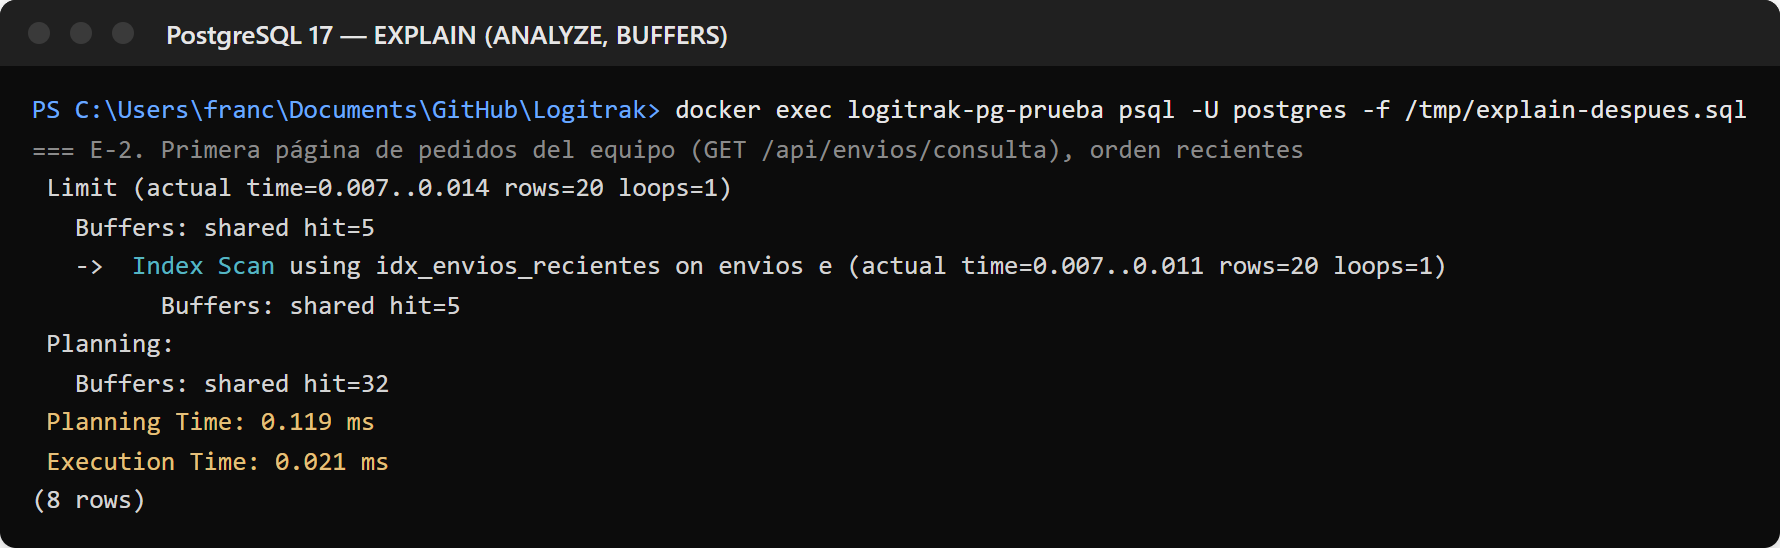 PostgreSQL 17 — EXPLAIN (ANALYZE, BUFFERS)
PS C:\Users\franc\Documents\GitHub\Logitrak> docker exec logitrak-pg-prueba psql -U postgres -f /tmp/explain-despues.sql
=== E-2. Primera página de pedidos del equipo (GET /api/envios/consulta), orden recientes
 Limit (actual time=0.007..0.014 rows=20 loops=1)
   Buffers: shared hit=5
   ->  Index Scan using idx_envios_recientes on envios e (actual time=0.007..0.011 rows=20 loops=1)
         Buffers: shared hit=5
 Planning:
   Buffers: shared hit=32
 Planning Time: 0.119 ms
 Execution Time: 0.021 ms
(8 rows)